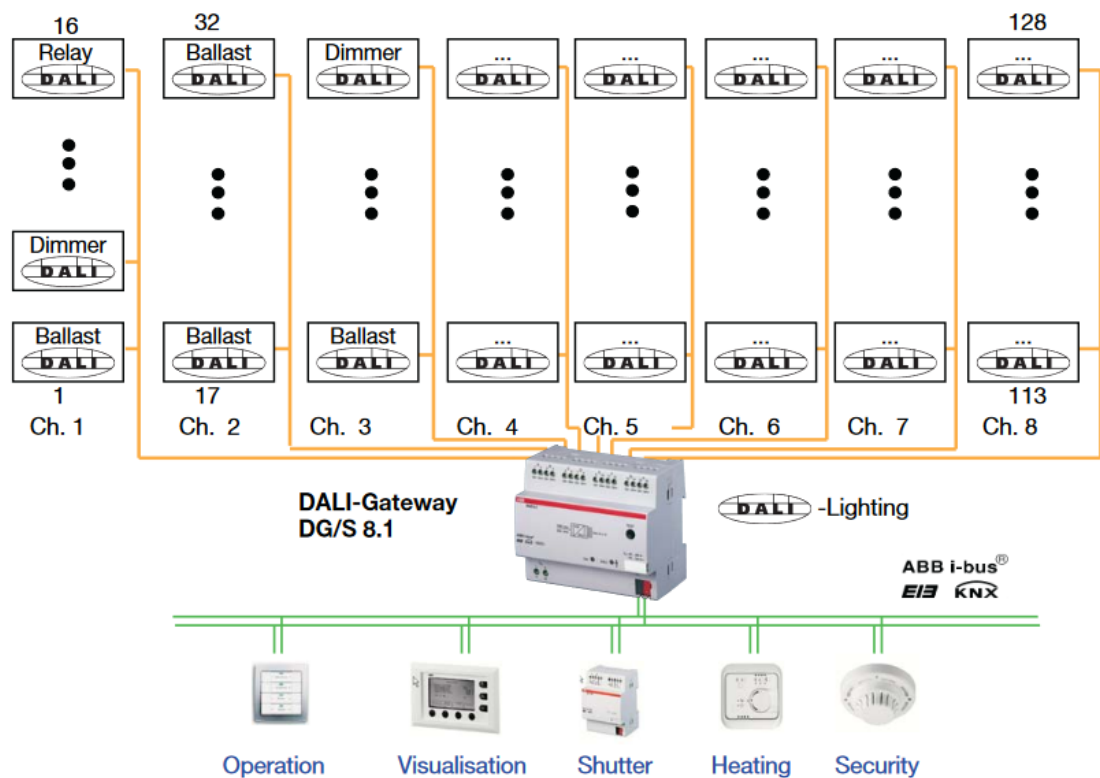 16 32 128
Relay Ballast Dimmer ... ... ... ... ...
DALI DALI DALI DALI DALI DALI DALI DALI
Dimmer
DALI
Ballast Ballast Ballast ... ... ... ... ...
DALI DALI DALI DALI DALI DALI DALI DALI
1 17 113
Ch. 1 Ch. 2 Ch. 3 Ch. 4 Ch. 5 Ch. 6 Ch. 7 Ch. 8
DALI-Gateway
DG/S 8.1
DALI -Lighting
ABB i-bus®
EIB KNX
Operation Visualisation Shutter Heating Security